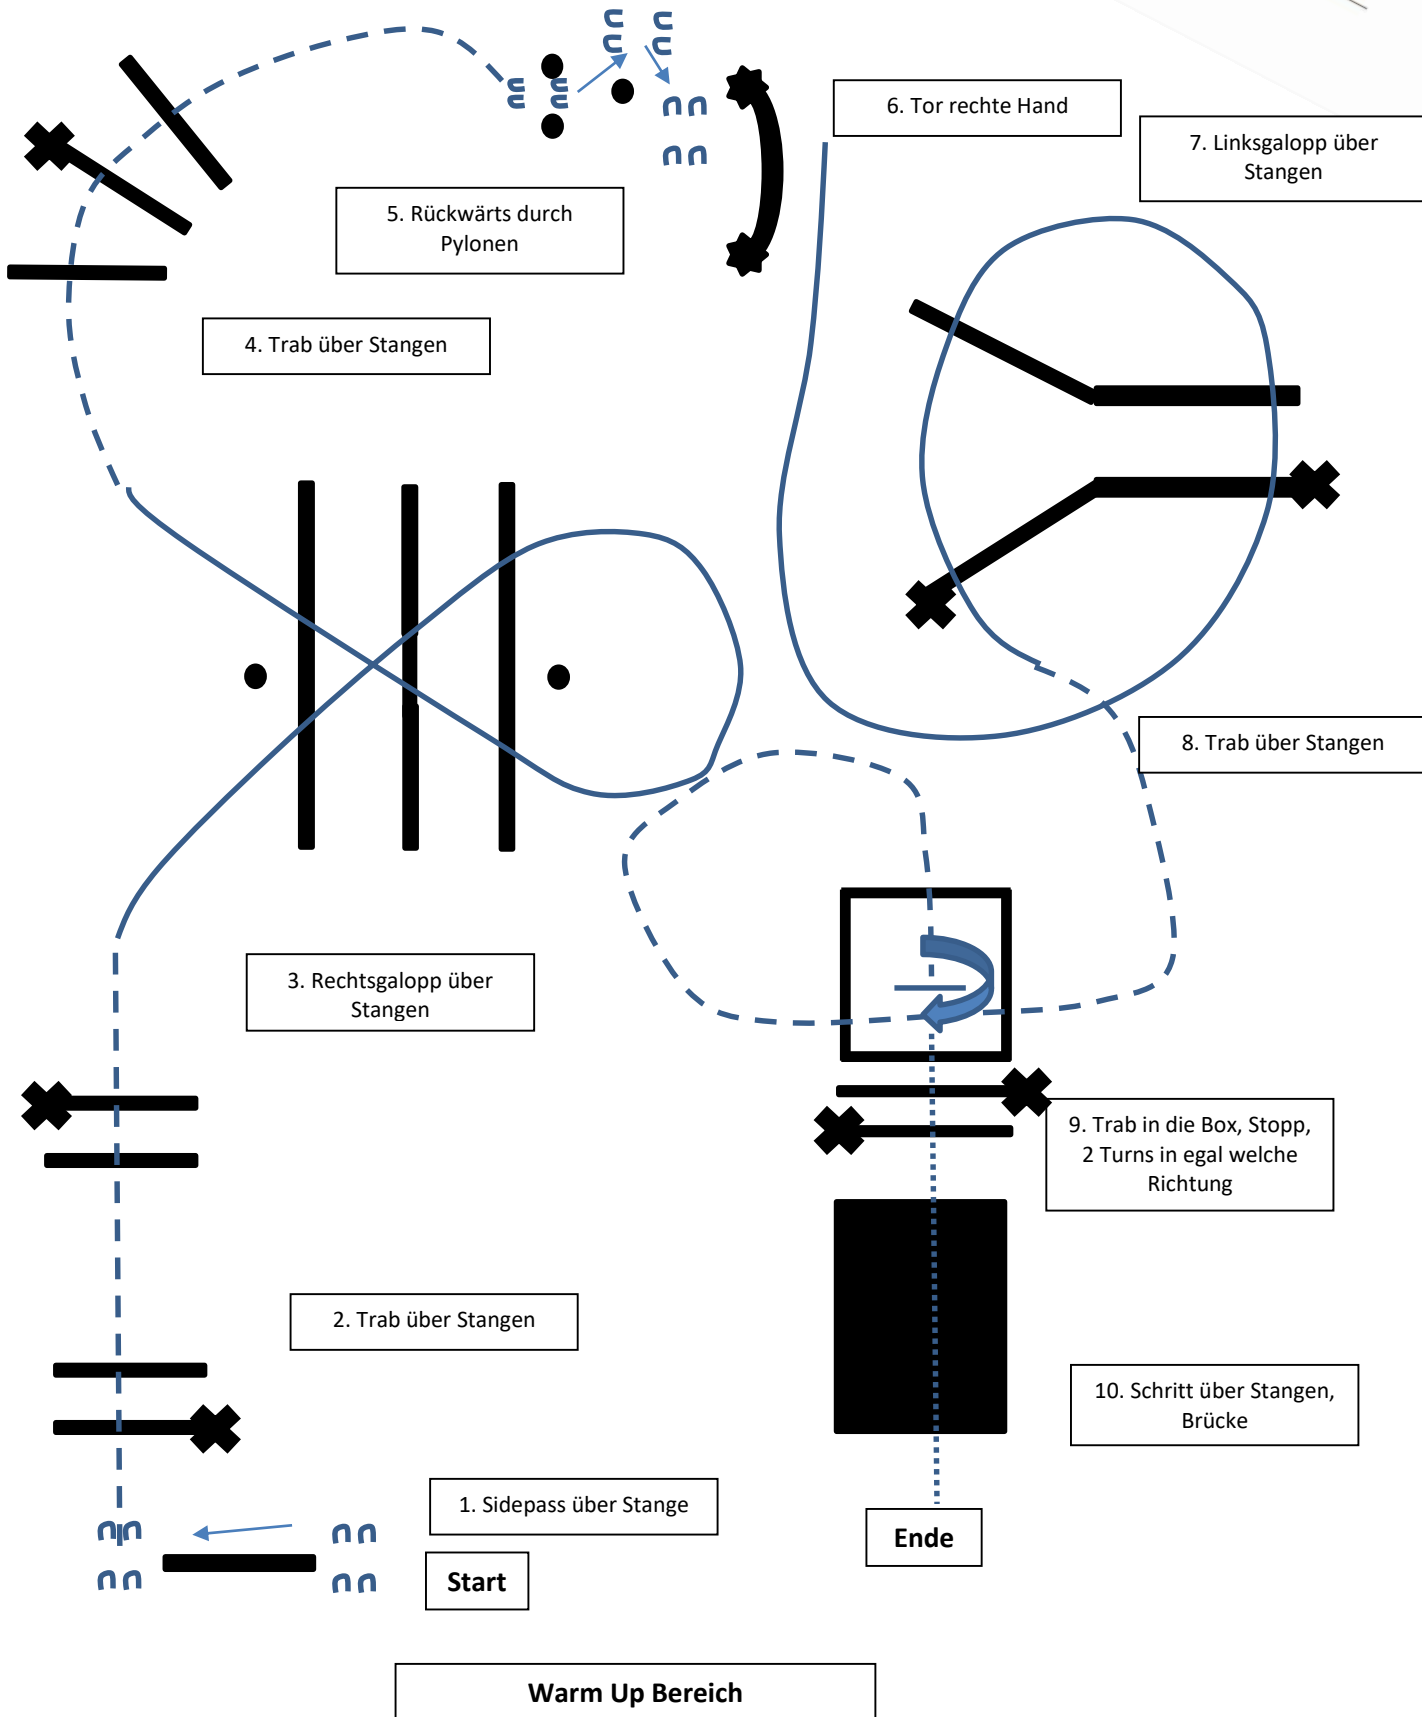 6. Tor rechte Hand
7. Linksgalopp über
Stangen
5. Rückwärts durch
Pylonen
4. Trab über Stangen
8. Trab über Stangen
3. Rechtsgalopp über
Stangen
9. Trab in die Box, Stopp,
2 Turns in egal welche
Richtung
2. Trab über Stangen
10. Schritt über Stangen,
Brücke
1. Sidepass über Stange
Ende
Start
Warm Up Bereich